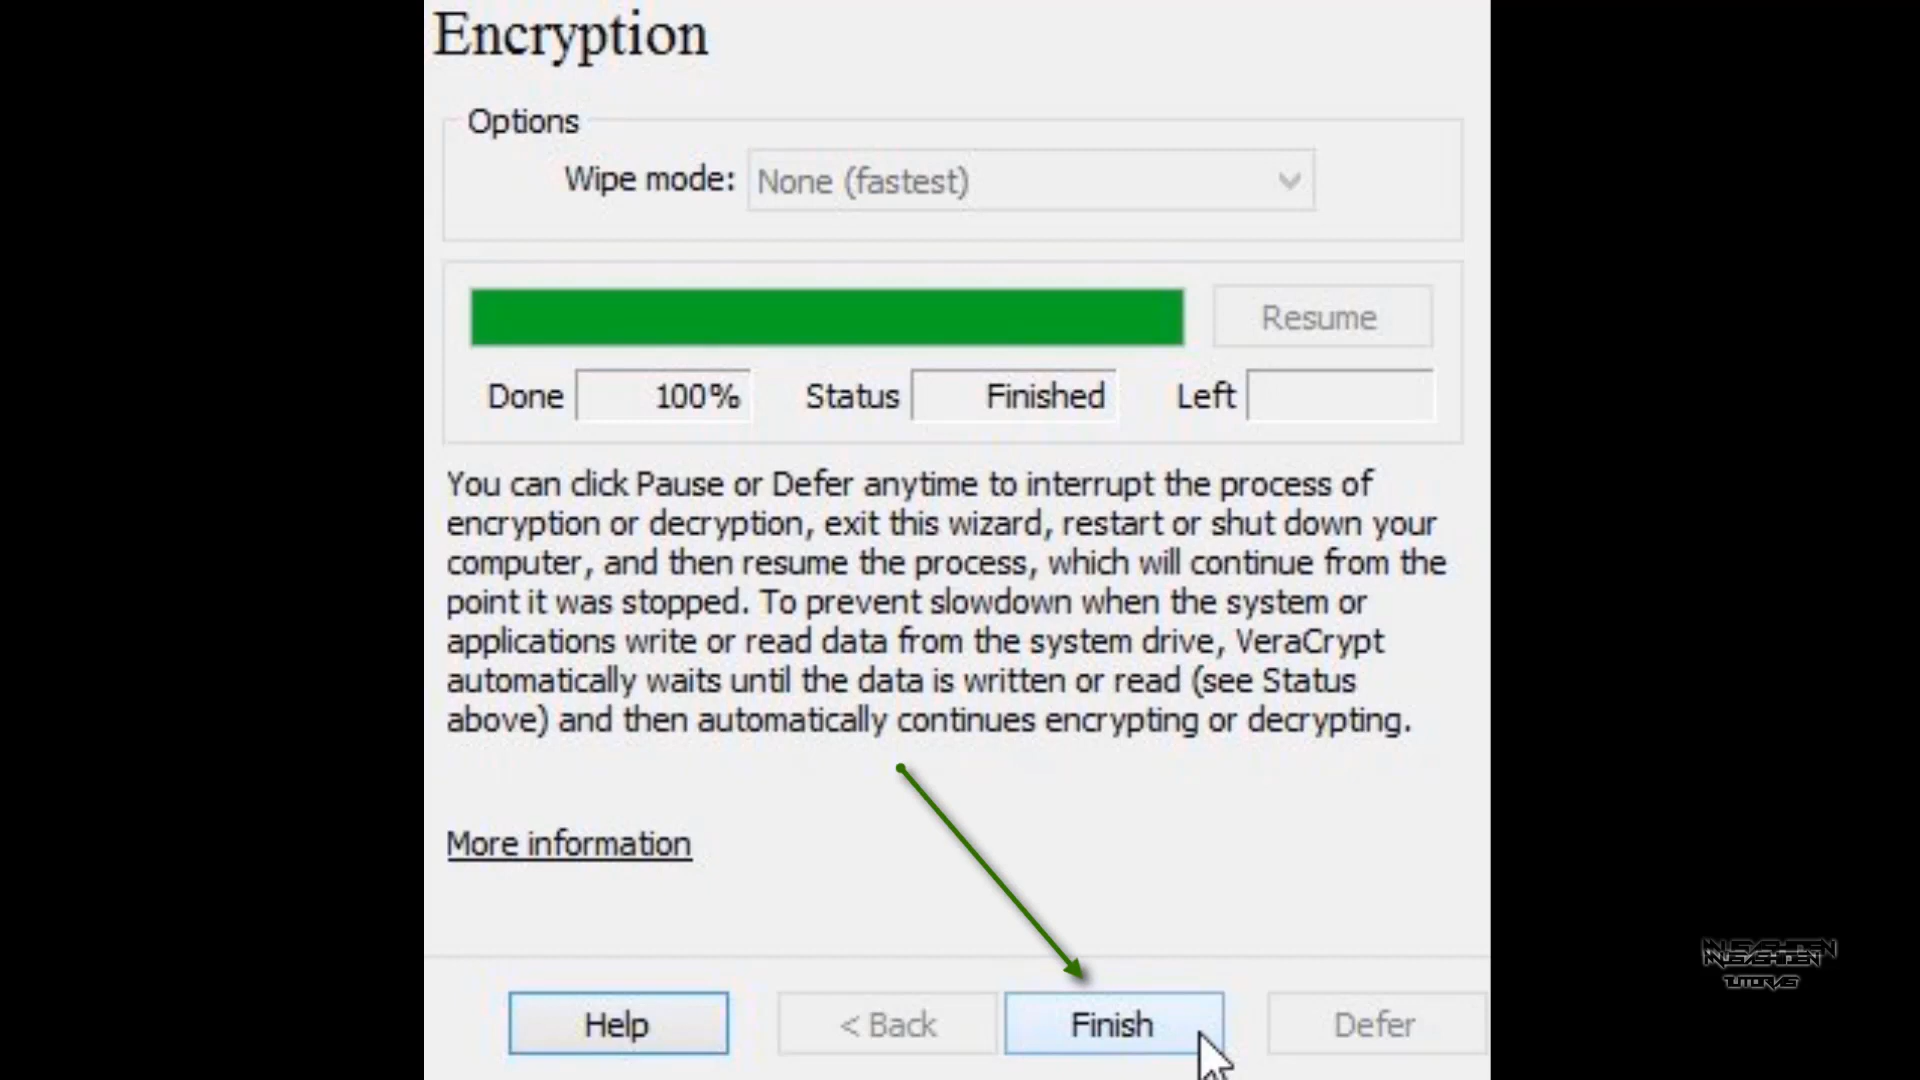 Encryption
Options
Wipe mode: None (fastest)
Resume
Done 100% Status Finished Left
You can click Pause or Defer anytime to interrupt the process of
encryption or decryption, exit this wizard, restart or shut down your
computer, and then resume the process, which will continue from the
point it was stopped. To prevent slowdown when the system or
applications write or read data from the system drive, VeraCrypt
automatically waits until the data is written or read (see Status
above) and then automatically continues encrypting or decrypting.
More information
Help < Back Finish Defer